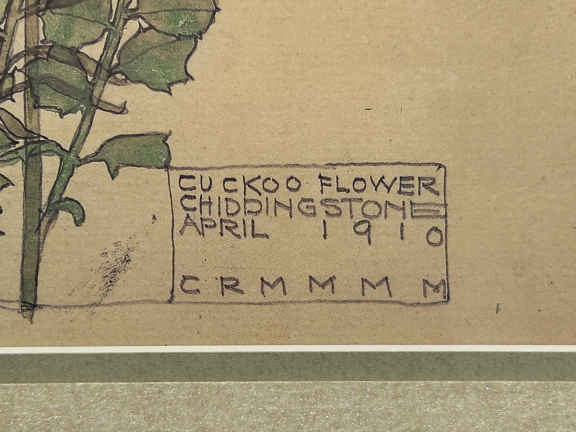 CUCKOO FLOWER
CHIDDINGSTONE
APRIL 1910
CRMMMM